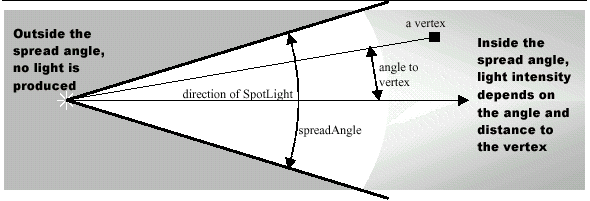 Outside the
spread angle,
no light is
produced
a vertex
angle to
vertex
direction of SpotLight
spreadAngle
Inside the
spread angle,
light intensity
depends on
the angle and
distance to
the vertex